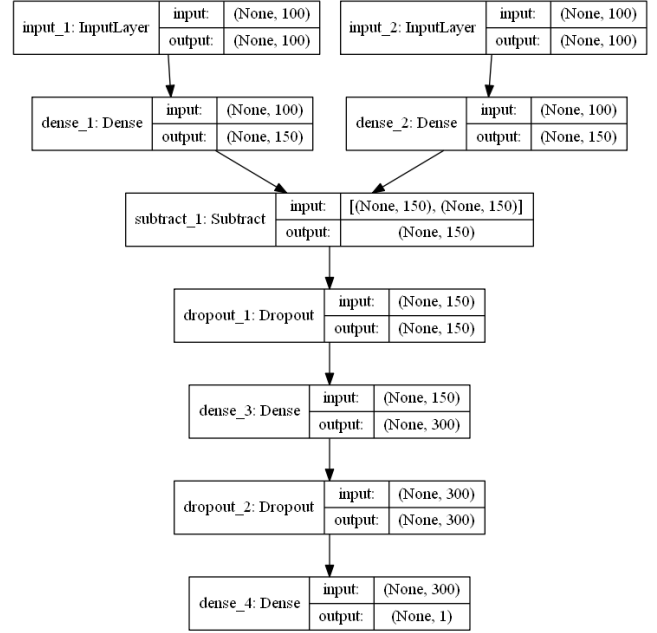 input_1: InputLayer input: (None, 100) output: (None, 100)
input_2: InputLayer input: (None, 100) output: (None, 100)
dense_1: Dense input: (None, 100) output: (None, 150)
dense_2: Dense input: (None, 100) output: (None, 150)
subtract_1: Subtract input: [(None, 150), (None, 150)] output: (None, 150)
dropout_1: Dropout input: (None, 150) output: (None, 150)
dense_3: Dense input: (None, 150) output: (None, 300)
dropout_2: Dropout input: (None, 300) output: (None, 300)
dense_4: Dense input: (None, 300) output: (None, 1)